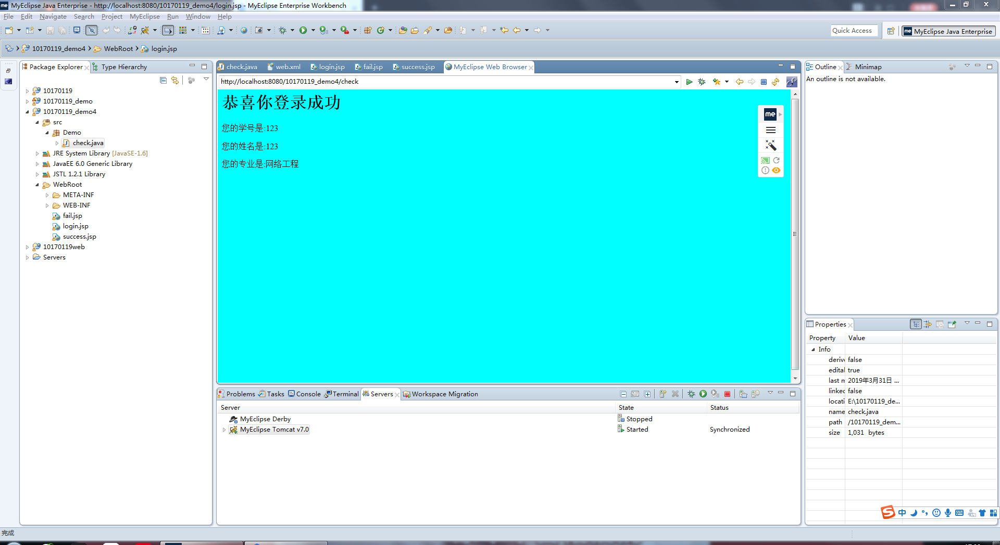 MyEclipse Java Enterprise - http://localhost:8080/10170119_demo4/login.jsp - MyEclipse Enterprise Workbench
File Edit Navigate Search Project MyEclipse Run Window Help
Quick Access
MyEclipse Java Enterprise
10170119_demo4 WebRoot login.jsp
Package Explorer
Type Hierarchy
10170119
10170119_demo
10170119_demo4
src
Demo
check.java
JRE System Library [JavaSE-1.6]
JavaEE 6.0 Generic Library
JSTL 1.2.1 Library
WebRoot
META-INF
WEB-INF
fail.jsp
login.jsp
success.jsp
10170119web
Servers
check.java web.xml login.jsp fail.jsp success.jsp MyEclipse Web Browser
http://localhost:8080/10170119_demo4/check
恭喜你登录成功
您的学号是:123
您的姓名是:123
您的专业是:网络工程
me
Problems Tasks Console Terminal Servers Workspace Migration
Server State Status
MyEclipse Derby Stopped
MyEclipse Tomcat v7.0 Started Synchronized
Outline Minimap
An outline is not available.
Properties
Property Value
Info
deriv false
edital true
last m 2019年3月31日 ...
linked false
locati E:\10170119_de...
name check.java
path /10170119_dem...
size 1,031 bytes
中
完成